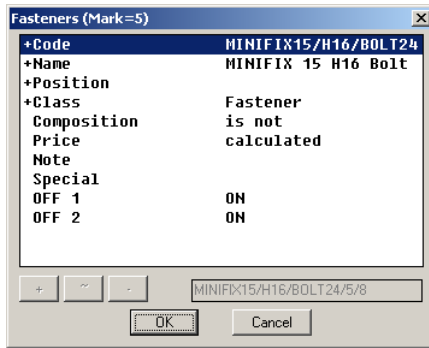 Fasteners (Mark=5)
+Code MINIFIX15/H16/BOLT24
+Name MINIFIX 15 H16 Bolt
+Position
+Class Fastener
Composition is not
Price calculated
Note
Special
OFF 1 ON
OFF 2 ON
+ ~ - MINIFIX15/H16/BOLT24/5/8
OK Cancel